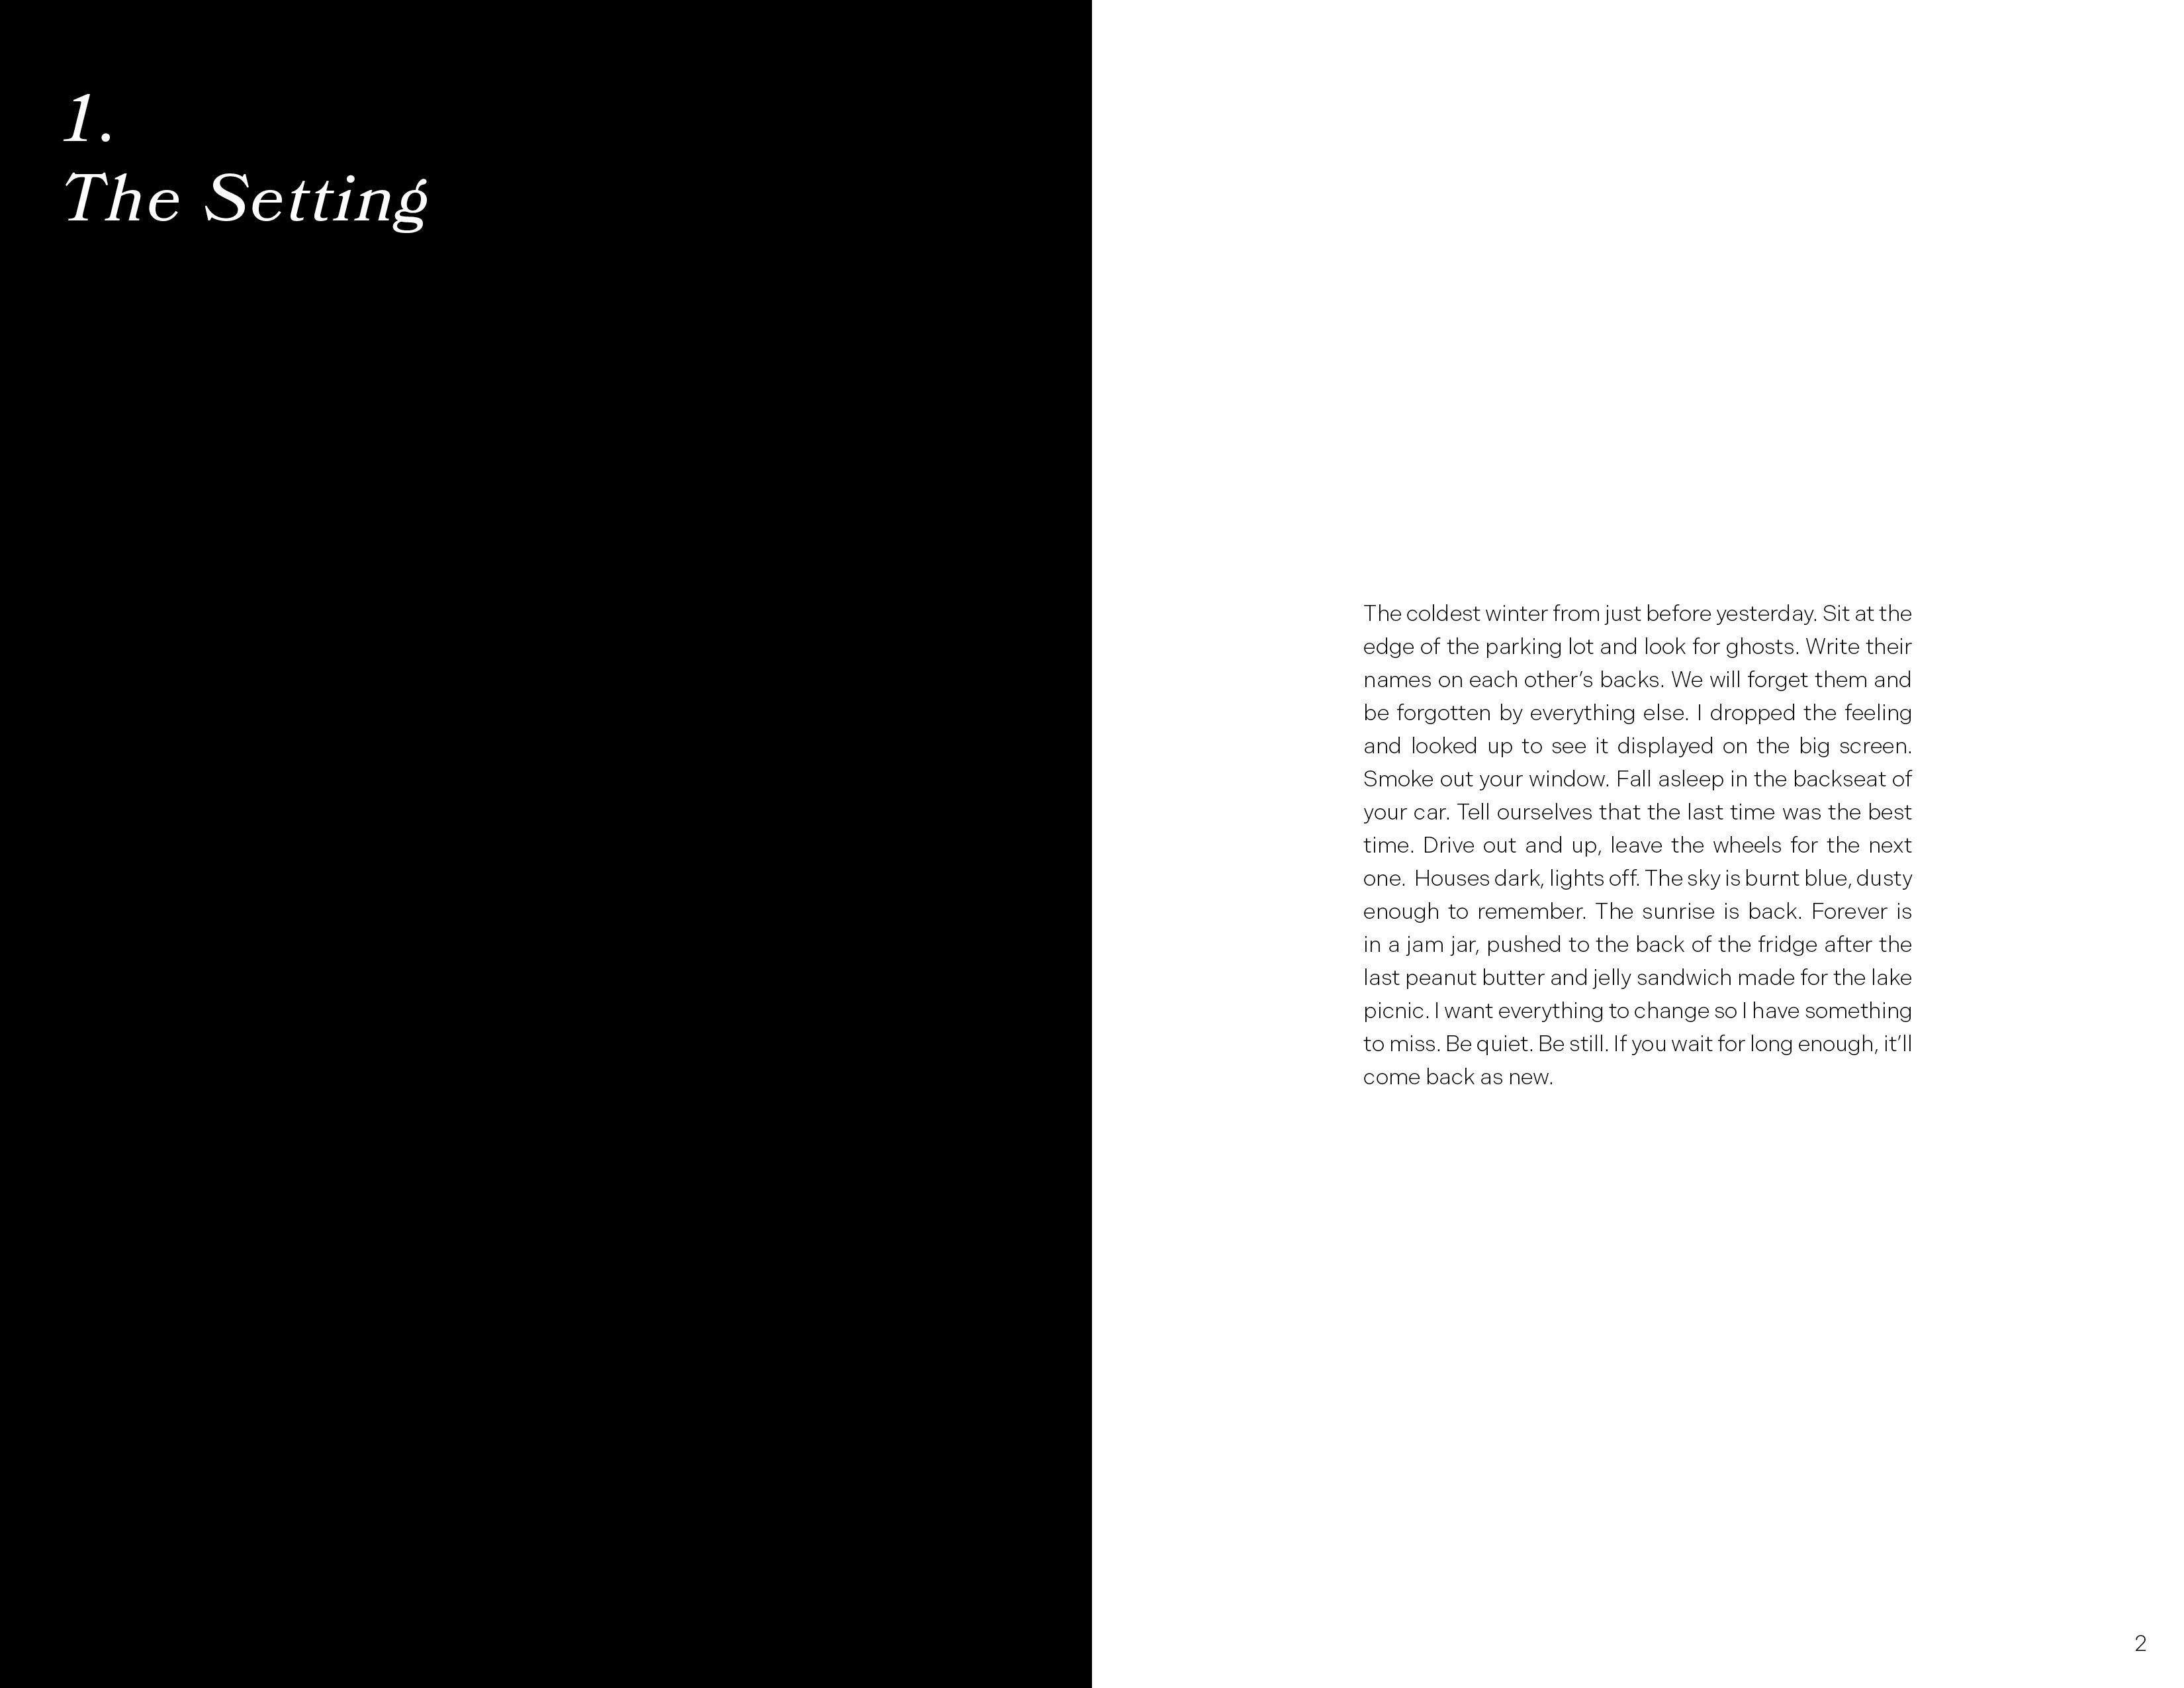 1.
The Setting
The coldest winter from just before yesterday. Sit at the
edge of the parking lot and look for ghosts. Write their
names on each other’s backs. We will forget them and
be forgotten by everything else. I dropped the feeling
and looked up to see it displayed on the big screen.
Smoke out your window. Fall asleep in the backseat of
your car. Tell ourselves that the last time was the best
time. Drive out and up, leave the wheels for the next
one.  Houses dark, lights off. The sky is burnt blue, dusty
enough to remember. The sunrise is back. Forever is
in a jam jar, pushed to the back of the fridge after the
last peanut butter and jelly sandwich made for the lake
picnic. I want everything to change so I have something
to miss. Be quiet. Be still. If you wait for long enough, it’ll
come back as new.
2